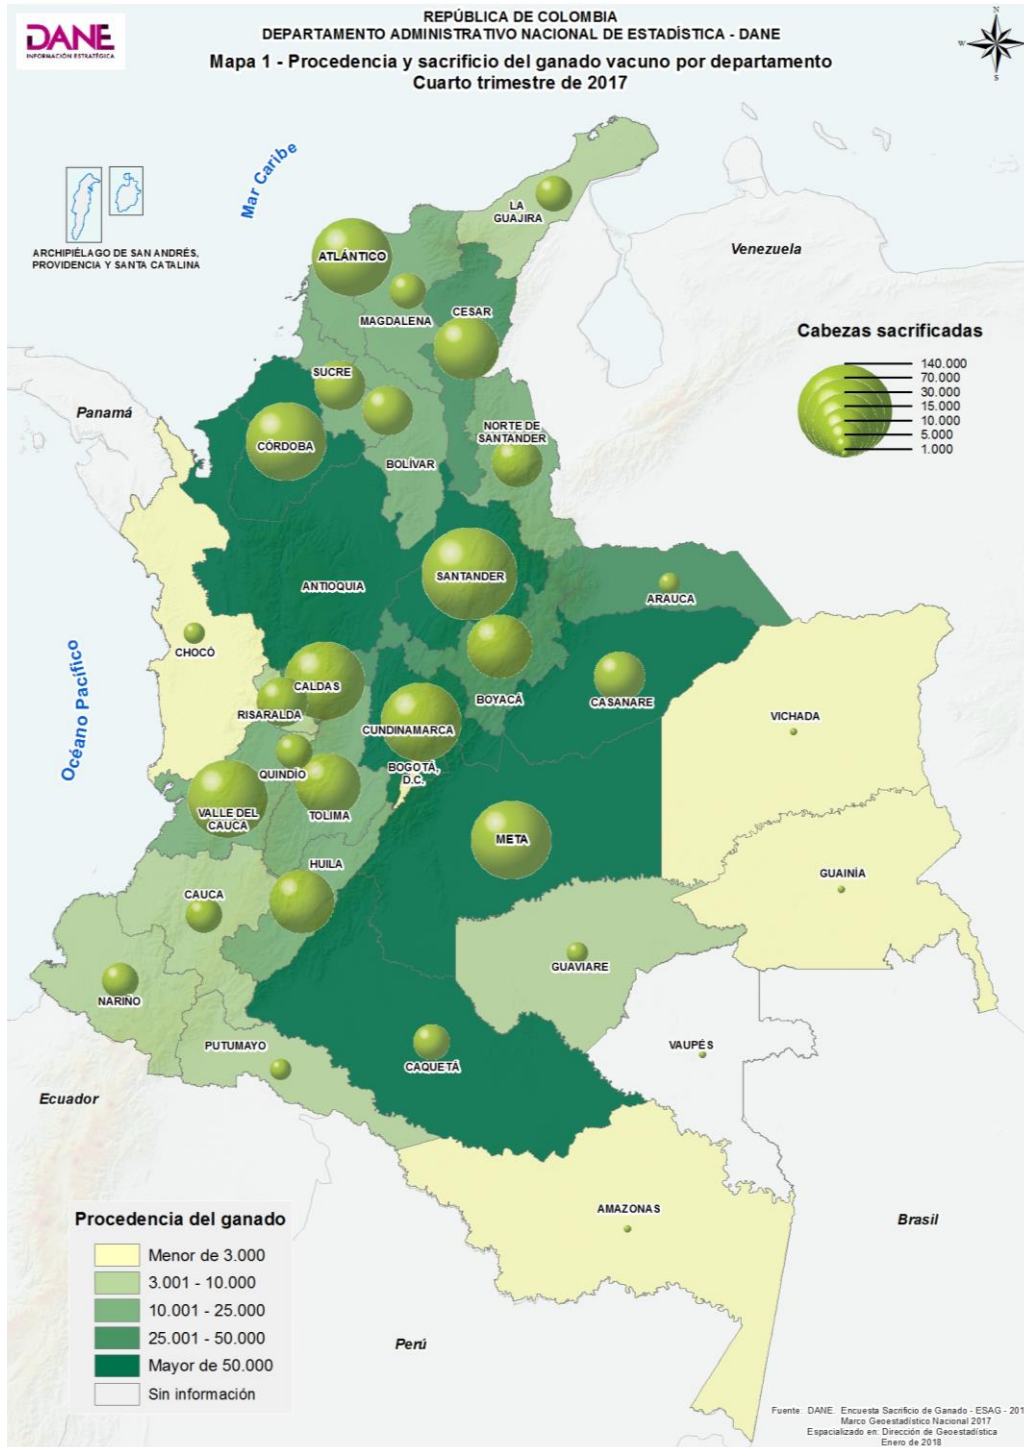 DANE
INFORMACIÓN ESTRATÉGICA
REPÚBLICA DE COLOMBIA
DEPARTAMENTO ADMINISTRATIVO NACIONAL DE ESTADÍSTICA - DANE
Mapa 1 - Procedencia y sacrificio del ganado vacuno por departamento
Cuarto trimestre de 2017
N
W
E
S
Mar Caribe
ARCHIPIÉLAGO DE SAN ANDRÉS,
PROVIDENCIA Y SANTA CATALINA
LA
GUAJIRA
Venezuela
ATLÁNTICO
MAGDALENA
CESAR
Cabezas sacrificadas
140.000
70.000
30.000
15.000
10.000
5.000
1.000
SUCRE
Panamá
CÓRDOBA
BOLÍVAR
NORTE DE
SANTANDER
ANTIOQUIA
SANTANDER
ARAUCA
CHOCÓ
Océano Pacífico
CALDAS
RISARALDA
BOYACÁ
CASANARE
CUNDINAMARCA
VICHADA
BOGOTÁ,
D.C.
QUINDÍO
VALLE DEL
CAUCA
TOLIMA
META
HUILA
GUAINÍA
CAUCA
GUAVIARE
NARIÑO
PUTUMAYO
CAQUETÁ
VAUPÉS
Ecuador
AMAZONAS
Brasil
Perú
Procedencia del ganado
Menor de 3.000
3.001 - 10.000
10.001 - 25.000
25.001 - 50.000
Mayor de 50.000
Sin información
Fuente: DANE. Encuesta Sacrificio de Ganado - ESAG - 201
Marco Geoestadístico Nacional 2017
Espacializado en: Dirección de Geoestadística
Enero de 2018